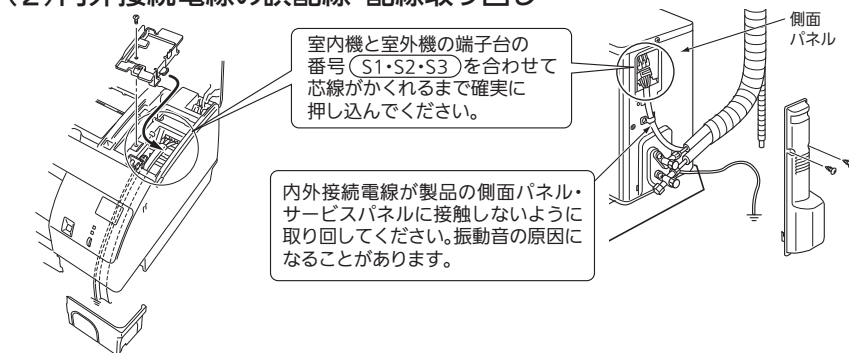 (2)内外接続電線の誤配線・配線取り回し
室内機と室外機の端子台の
番号(S1・S2・S3)を合わせて
芯線がかくれるまで確実に
押し込んでください。
側面
パネル
内外接続電線が製品の側面パネル・
サービスパネルに接触しないように
取り回してください。振動音の原因に
なることがあります。